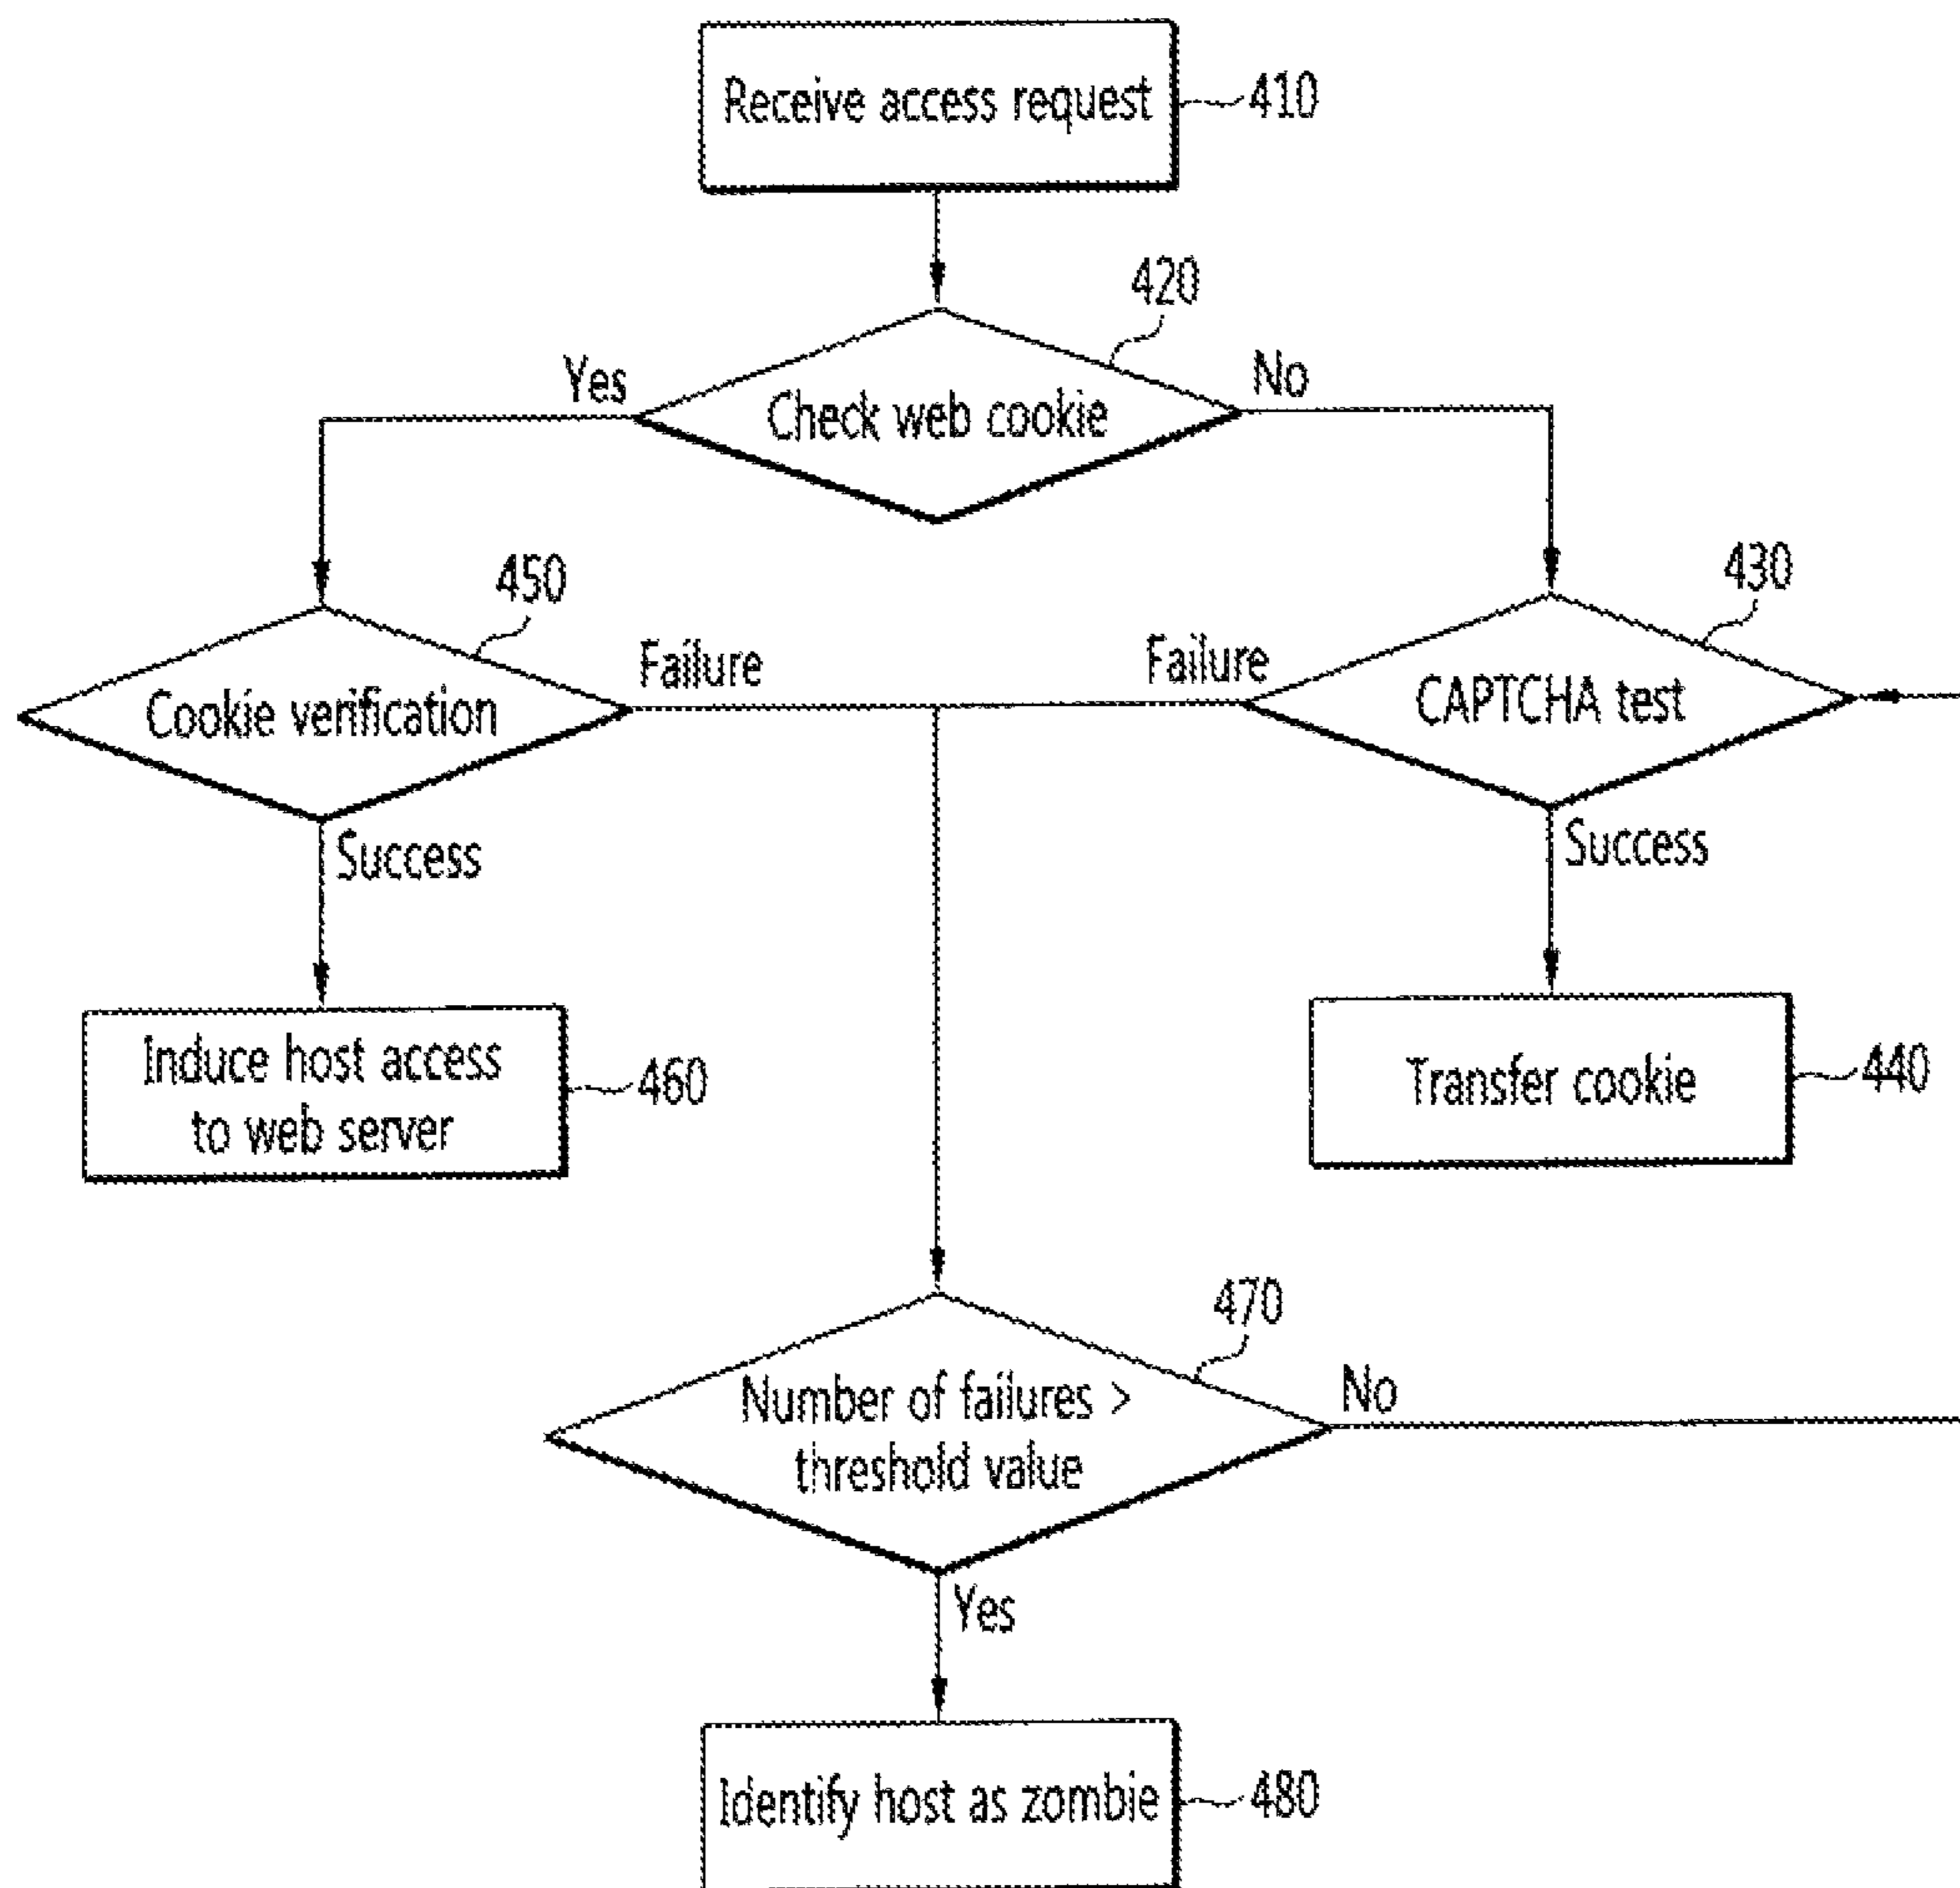 Receive access request
410
420
Yes
No
Check web cookie
450
430
Failure
Failure
Cookie verification
CAPTCHA test
Success
Success
Induce host access
to web server
460
Transfer cookie
440
470
Number of failures >
threshold value
No
Yes
Identify host as zombie
480